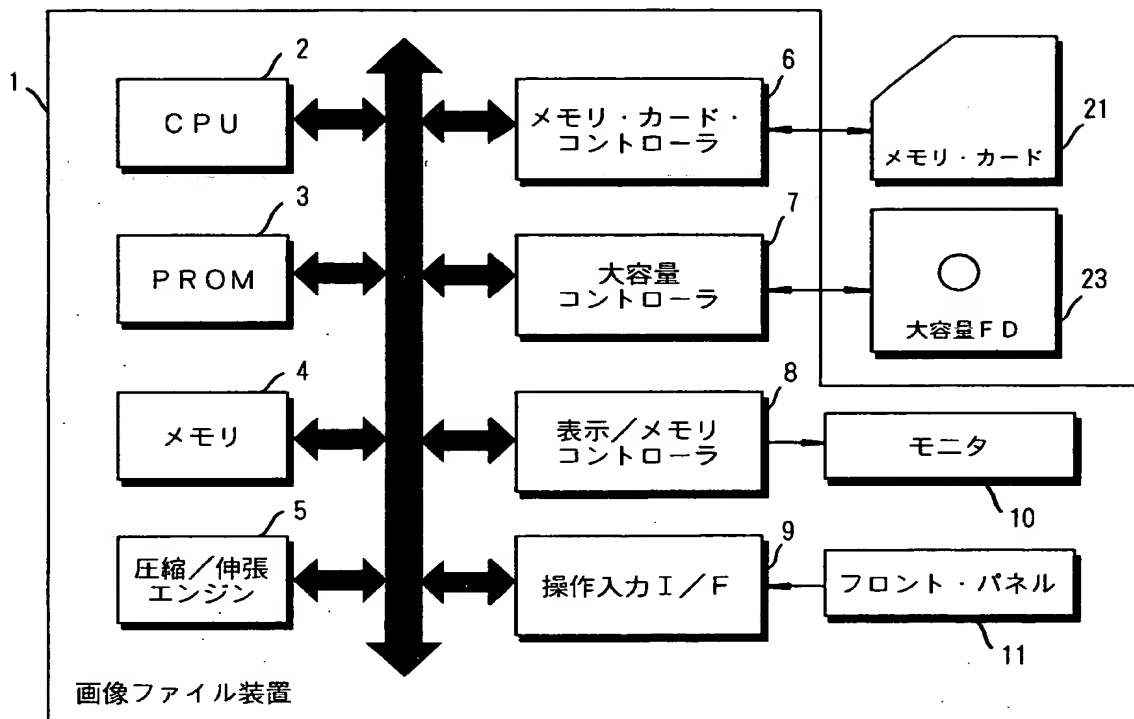 1
2
CPU
3
PROM
4
メモリ
5
圧縮／伸張
エンジン
6
メモリ・カード・
コントローラ
7
大容量
コントローラ
8
表示／メモリ
コントローラ
9
操作入力Ｉ／Ｆ
メモリ・カード
21
大容量ＦＤ
23
モニタ
10
フロント・パネル
11
画像ファイル装置